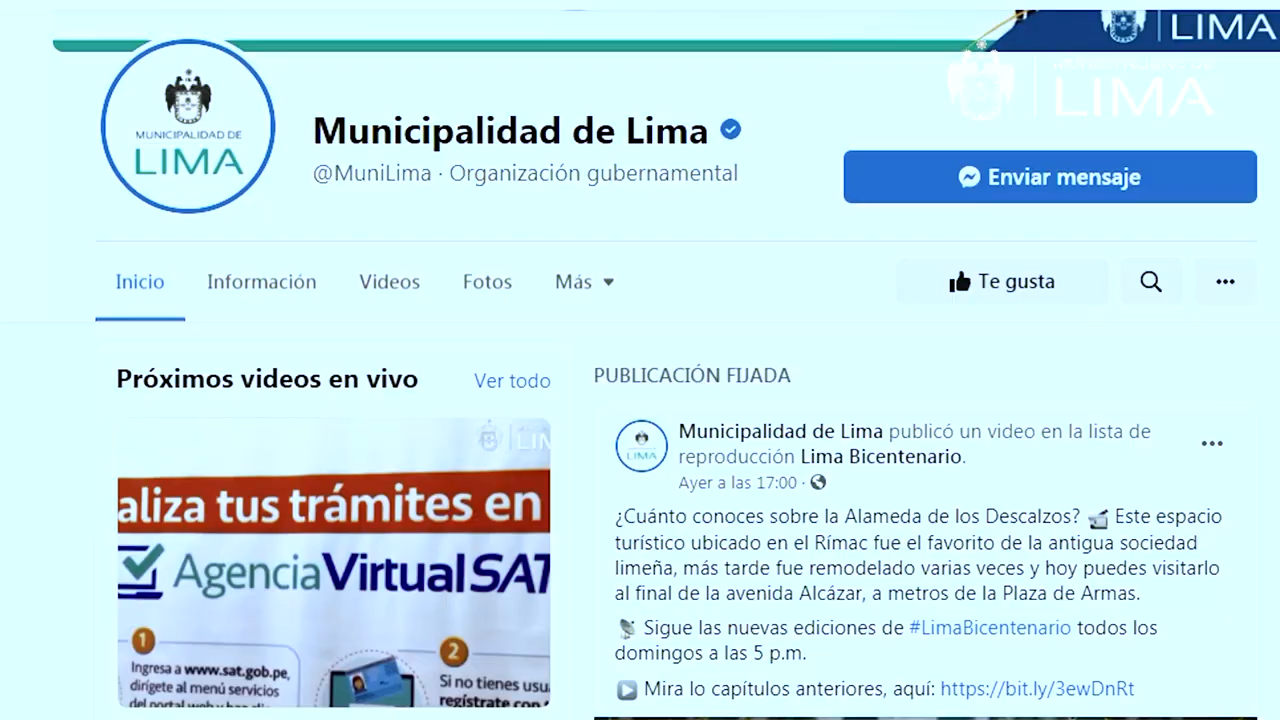 LIMA
LIMA
MUNICIPALIDAD DE
LIMA
Municipalidad de Lima
@MuniLima · Organización gubernamental
Enviar mensaje
Inicio Información Videos Fotos Más
Te gusta
Próximos videos en vivo Ver todo
aliza tus trámites en
AgenciaVirtualSAT
1
Ingresa a www.sat.gob.pe,
dirígete al menú servicios
del portal web y haz
2
Si no tienes
regístrate con
PUBLICACIÓN FIJADA
LIMA
Municipalidad de Lima publicó un video en la lista de
reproducción Lima Bicentenario.
Ayer a las 17:00 ·
¿Cuánto conoces sobre la Alameda de los Descalzos? Este espacio
turístico ubicado en el Rímac fue el favorito de la antigua sociedad
limeña, más tarde fue remodelado varias veces y hoy puedes visitarlo
al final de la avenida Alcázar, a metros de la Plaza de Armas.
Sigue las nuevas ediciones de #LimaBicentenario todos los
domingos a las 5 p.m.
Mira lo capítulos anteriores, aquí: https://bit.ly/3ewDnRt